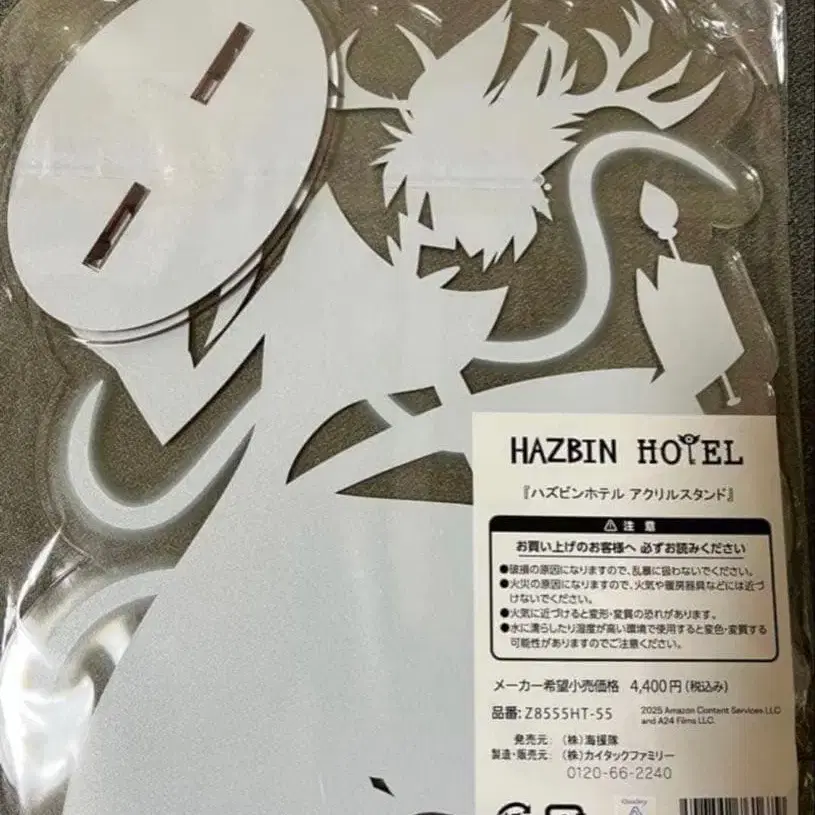 HAZBIN HOTEL
『ハズビンホテル アクリルスタンド』
⚠注意
お買い上げのお客様へ 必ずお読みください
●破損の原因になりますので、乱暴に扱わないでください。
●火災の原因になりますので、火気や暖房器具などには近づ
けないでください。
●火気に近づけると変形・変質の恐れがあります。
●水に濡らしたり湿度が高い環境で使用すると変色・変質する
可能性がありますのでご注意ください。
メーカー希望小売価格 4,400円(税込み)
品番: Z8555HT-55
2025 Amazon Content Services LLC
and A24 Films LLC.
発売元: (株)海援隊
製造・販売元: (株)カイタックファミリー
0120-66-2240
Quality